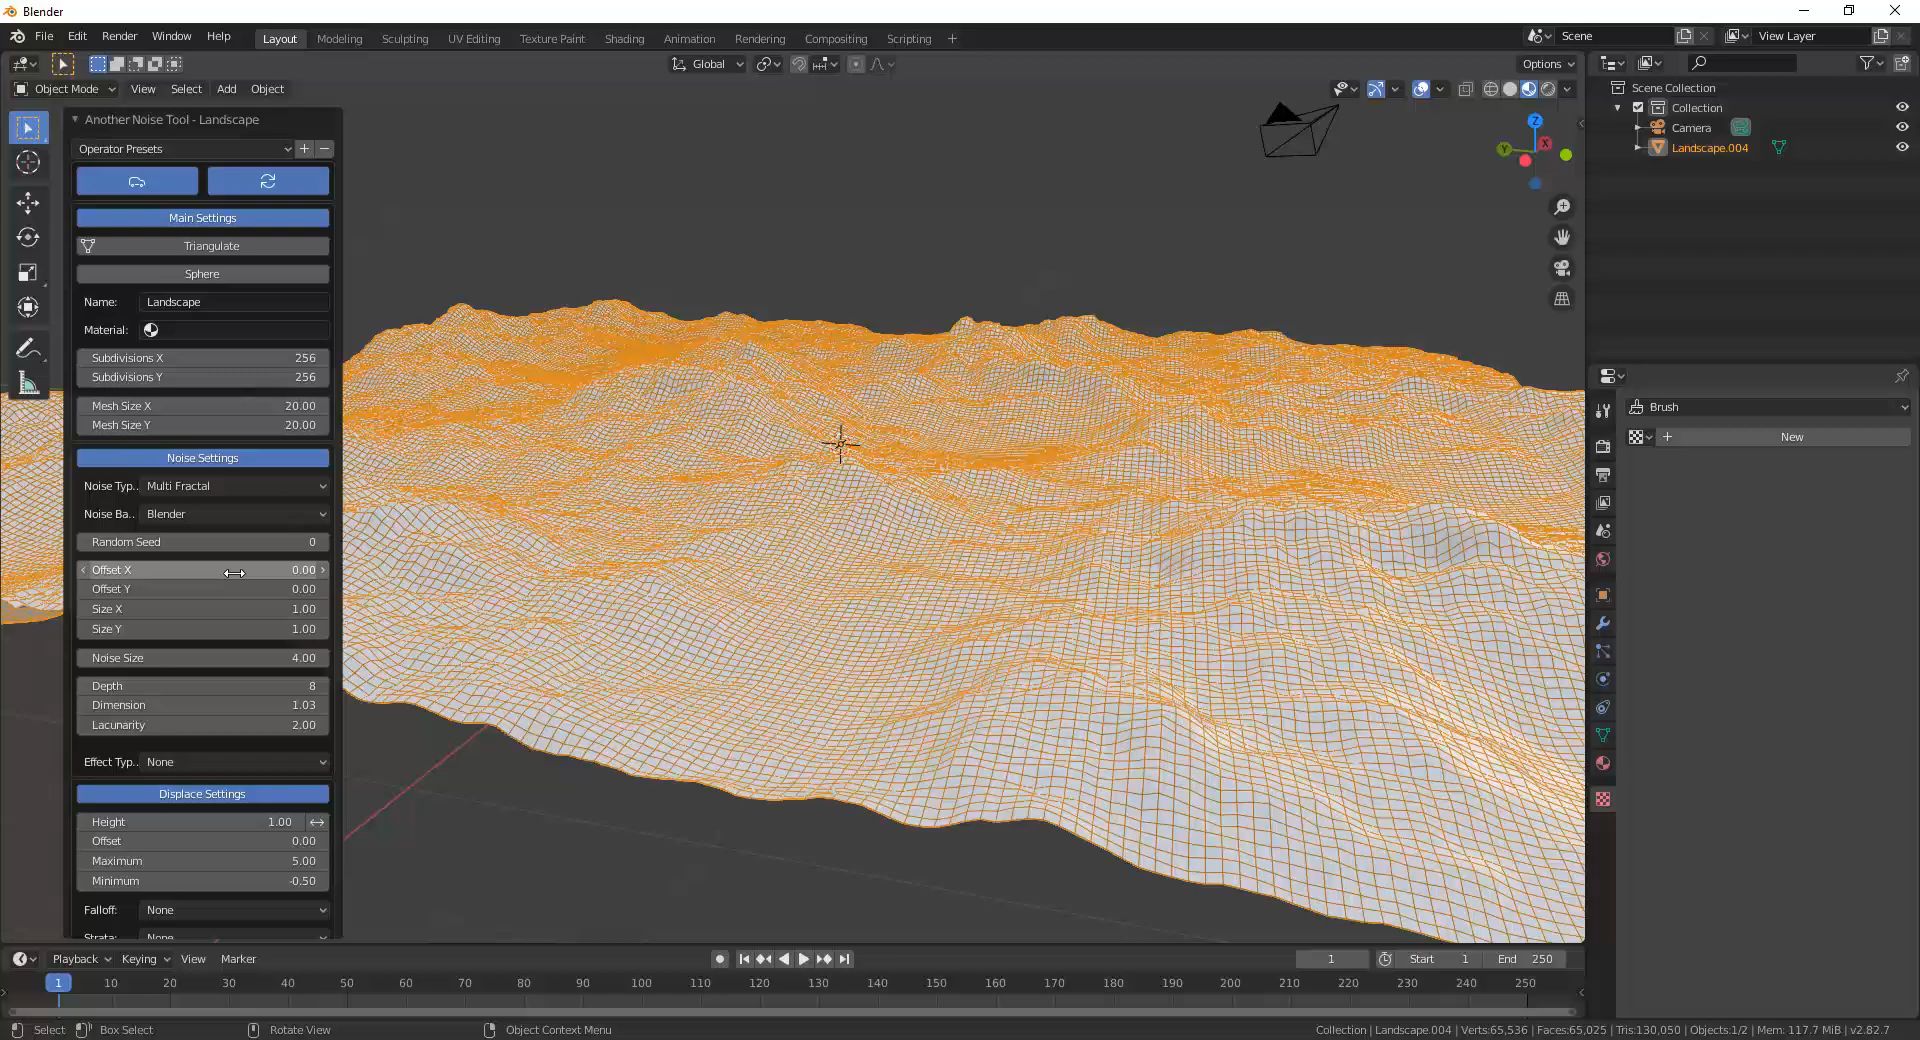 Blender
File Edit Render Window Help Layout Modeling Sculpting UV Editing Texture Paint Shading Animation Rendering Compositing Scripting + Scene View Layer
Global Options
Object Mode View Select Add Object
Another Noise Tool - Landscape
Operator Presets
Main Settings
Triangulate
Sphere
Name: Landscape
Material:
Subdivisions X 256
Subdivisions Y 256
Mesh Size X 20.00
Mesh Size Y 20.00
Noise Settings
Noise Typ.. Multi Fractal
Noise Ba.. Blender
Random Seed 0
Offset X 0.00
Offset Y 0.00
Size X 1.00
Size Y 1.00
Noise Size 4.00
Depth 8
Dimension 1.03
Lacunarity 2.00
Effect Typ.. None
Displace Settings
Height 1.00
Offset 0.00
Maximum 5.00
Minimum -0.50
Falloff: None
Strata: None
Z
Y
X
Scene Collection
Collection
Camera
Landscape.004
Brush
New
Playback Keying View Marker 1 Start 1 End 250
1 10 20 30 40 50 60 70 80 90 100 110 120 130 140 150 160 170 180 190 200 210 220 230 240 250
Select Box Select Rotate View Object Context Menu Collection | Landscape.004 | Verts:65,536 | Faces:65,025 | Tris:130,050 | Objects:1/2 | Mem: 117.7 MiB | v2.82.7